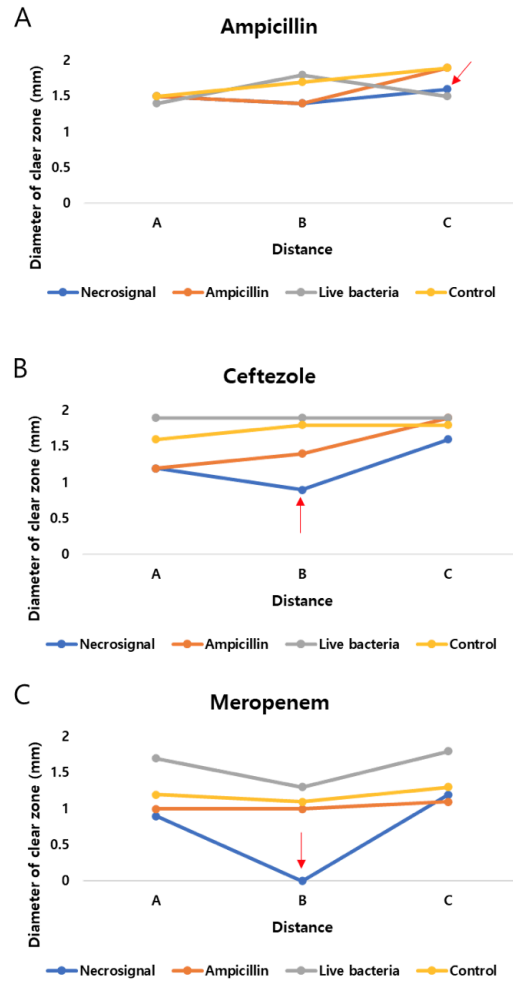 A
Ampicillin
Diameter of claer zone (mm)
2
1.5
1
0.5
0
A B C
Distance
Necrosignal Ampicillin Live bacteria Control
B
Ceftezole
Diameter of clear zone (mm)
2
1.5
1
0.5
0
A B C
Distance
Necrosignal Ampicillin Live bacteria Control
C
Meropenem
Diameter of clear zone (mm)
2
1.5
1
0.5
0
A B C
Distance
Necrosignal Ampicillin Live bacteria Control